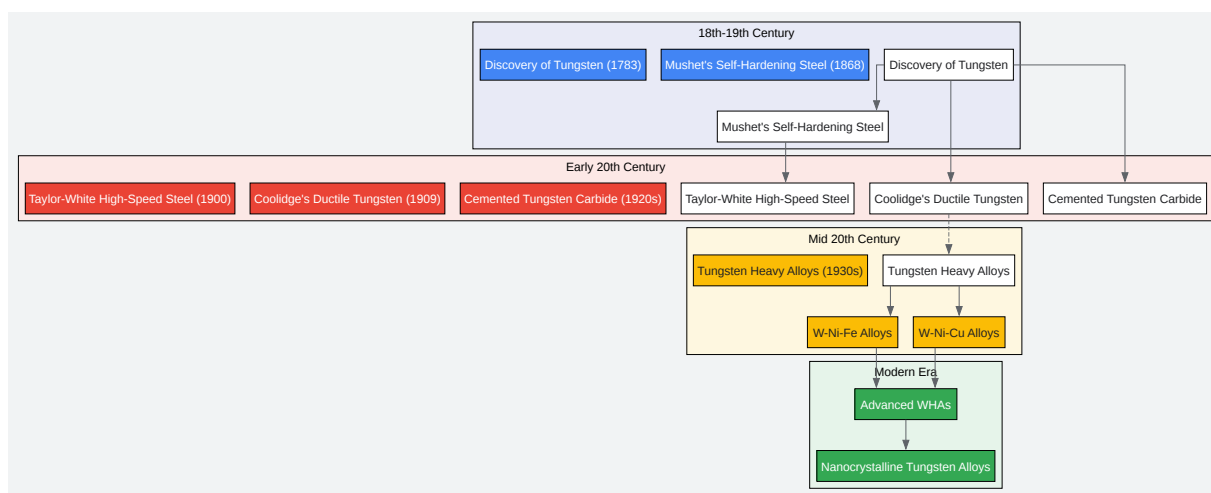 18th-19th Century
Discovery of Tungsten (1783)
Mushet's Self-Hardening Steel (1868)
Discovery of Tungsten
Mushet's Self-Hardening Steel
Early 20th Century
Taylor-White High-Speed Steel (1900)
Coolidge's Ductile Tungsten (1909)
Cemented Tungsten Carbide (1920s)
Taylor-White High-Speed Steel
Coolidge's Ductile Tungsten
Cemented Tungsten Carbide
Mid 20th Century
Tungsten Heavy Alloys (1930s)
Tungsten Heavy Alloys
W-Ni-Fe Alloys
W-Ni-Cu Alloys
Modern Era
Advanced WHAs
Nanocrystalline Tungsten Alloys